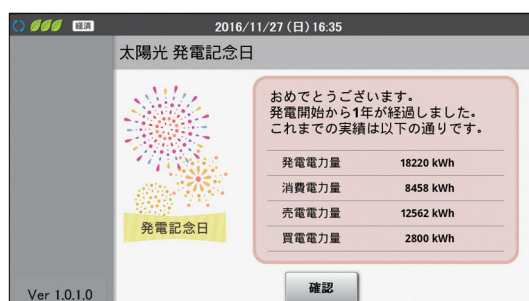 経済 2016/11/27(日)16:35
太陽光 発電記念日
おめでとうございます。
発電開始から1年が経過しました。
これまでの実績は以下の通りです。
発電電力量 18220 kWh
消費電力量 8458 kWh
売電電力量 12562 kWh
買電電力量 2800 kWh
発電記念日
確認
Ver 1.0.1.0